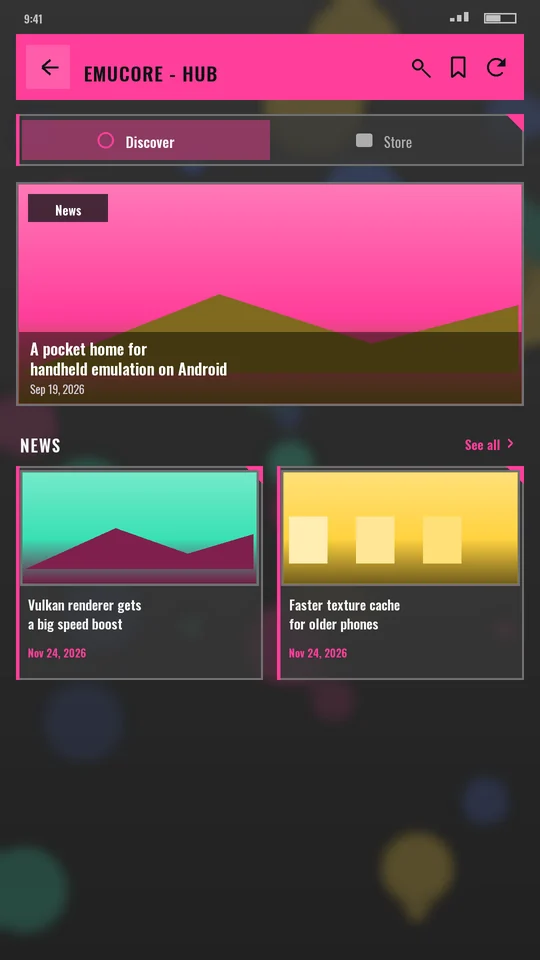 9:41
EMUCORE - HUB
Discover
Store
News
A pocket home for
handheld emulation on Android
Sep 19, 2026
NEWS
See all
Vulkan renderer gets
a big speed boost
Nov 24, 2026
Faster texture cache
for older phones
Nov 24, 2026